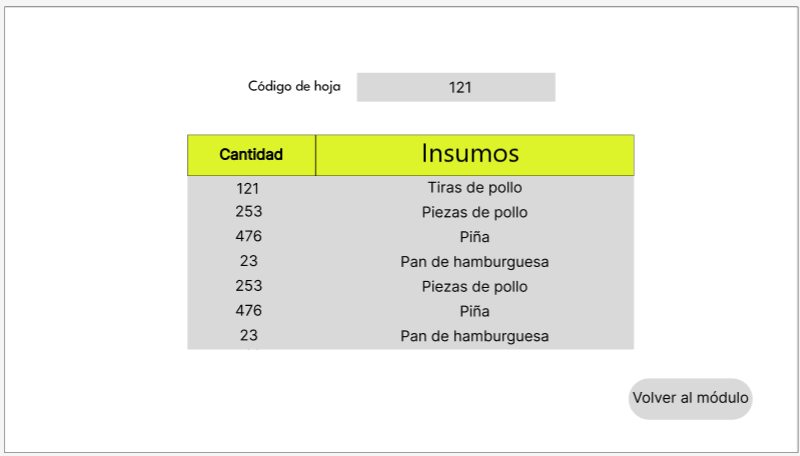 Código de hoja 121
Cantidad Insumos
121 Tiras de pollo
253 Piezas de pollo
476 Piña
23 Pan de hamburguesa
253 Piezas de pollo
476 Piña
23 Pan de hamburguesa
Volver al módulo